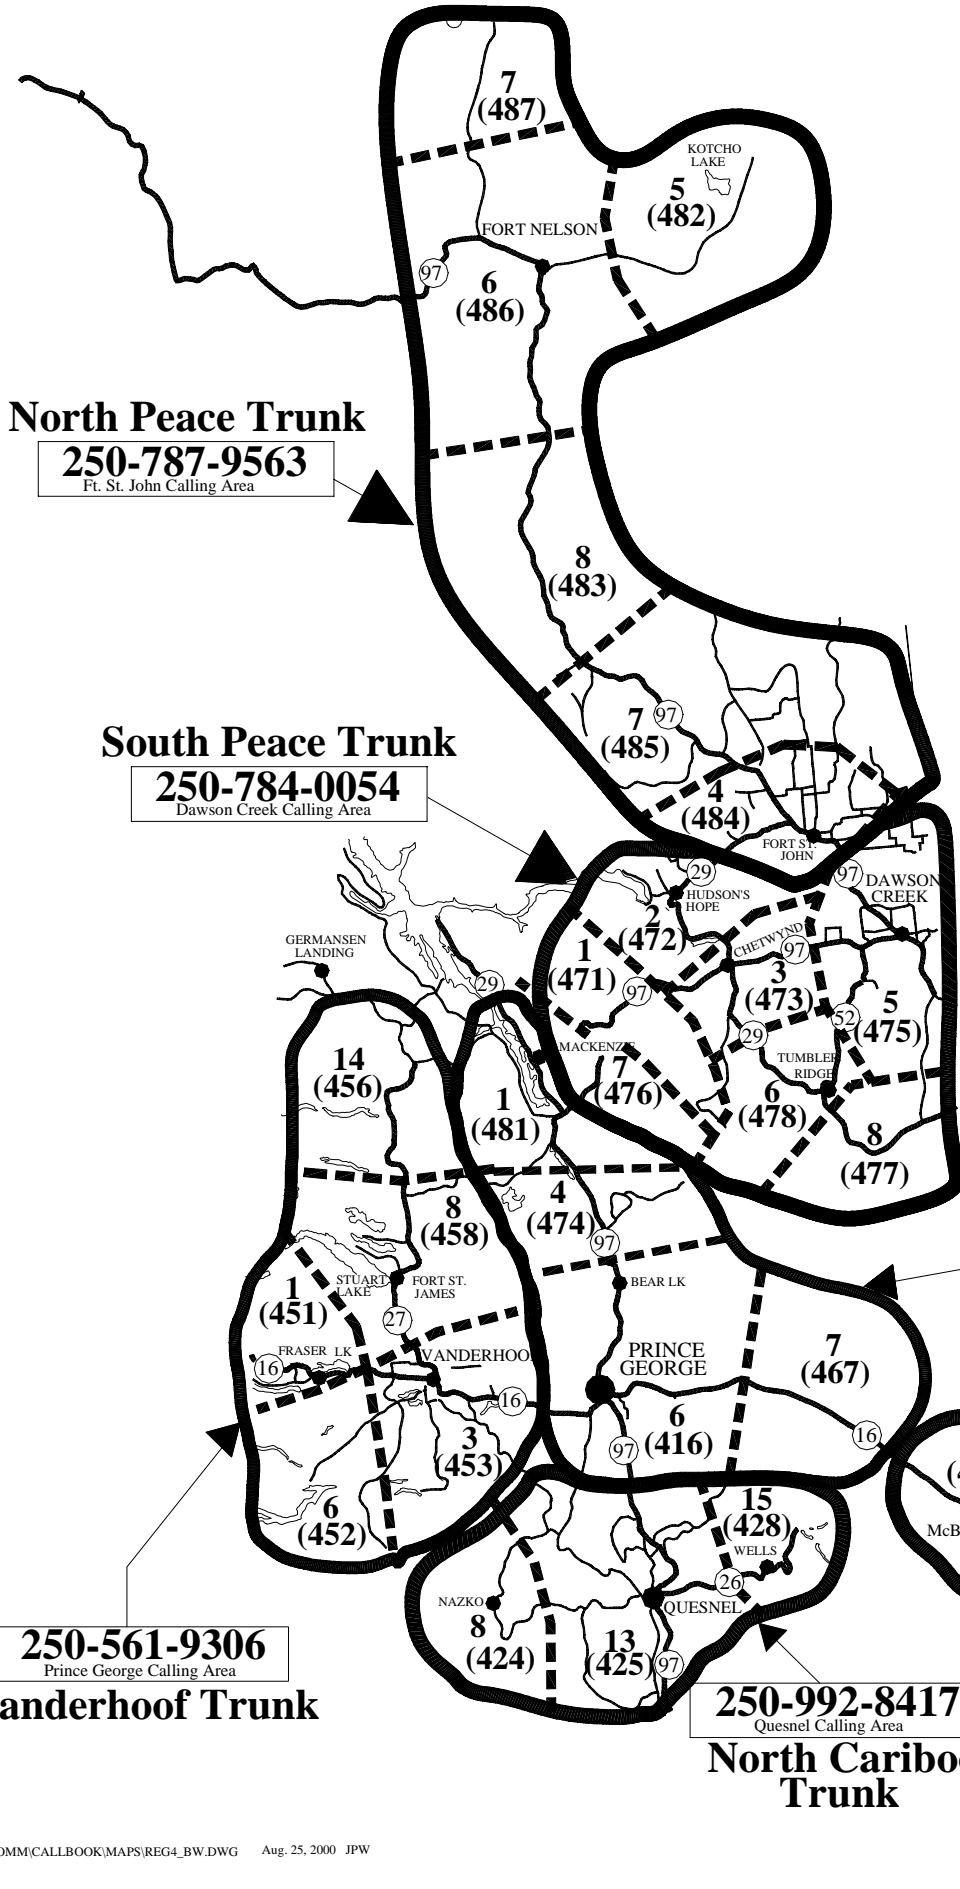 7
(487)
KOTCHO
LAKE
5
(482)
FORT NELSON
97
6
(486)
North Peace Trunk
250-787-9563
Ft. St. John Calling Area
8
(483)
7
97
(485)
South Peace Trunk
250-784-0054
Dawson Creek Calling Area
4
(484)
FORT ST.
JOHN
29
97
DAWSON
CREEK
HUDSON'S
HOPE
2
(472)
CHETWYND
97
GERMANSEN
LANDING
1
(471)
97
29
3
(473)
5
(475)
52
29
MACKENZIE
TUMBLER
RIDGE
14
(456)
7
(476)
6
(478)
1
(481)
8
(477)
8
(458)
4
(474)
97
STUART
LAKE
FORT ST.
JAMES
BEAR LK
1
(451)
27
FRASER LK
16
VANDERHOOF
PRINCE
GEORGE
7
(467)
16
6
(416)
97
16
3
(453)
6
(452)
15
(428)
WELLS
26
McB
NAZKO
QUESNEL
8
(424)
13
(425)
97
250-561-9306
Prince George Calling Area
anderhoof Trunk
250-992-8417
Quesnel Calling Area
North Cariboo
Trunk
OMM\CALLBOOK\MAPS\REG4_BW.DWG Aug. 25, 2000 JPW